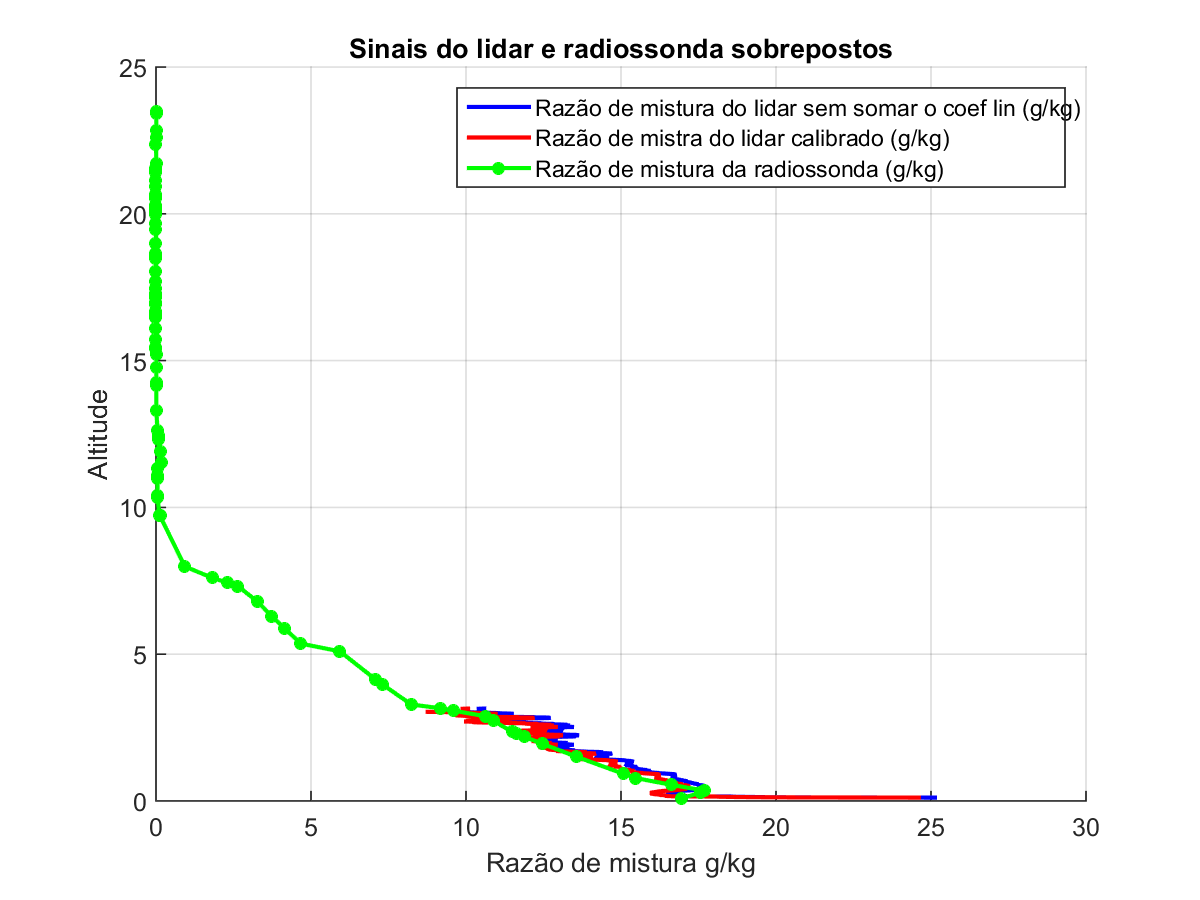 Sinais do lidar e radiossonda sobrepostos
Razão de mistura do lidar sem somar o coef lin (g/kg)
Razão de mistra do lidar calibrado (g/kg)
Razão de mistura da radiossonda (g/kg)
25
20
15
10
5
0
Altitude
0 5 10 15 20 25 30
Razão de mistura g/kg